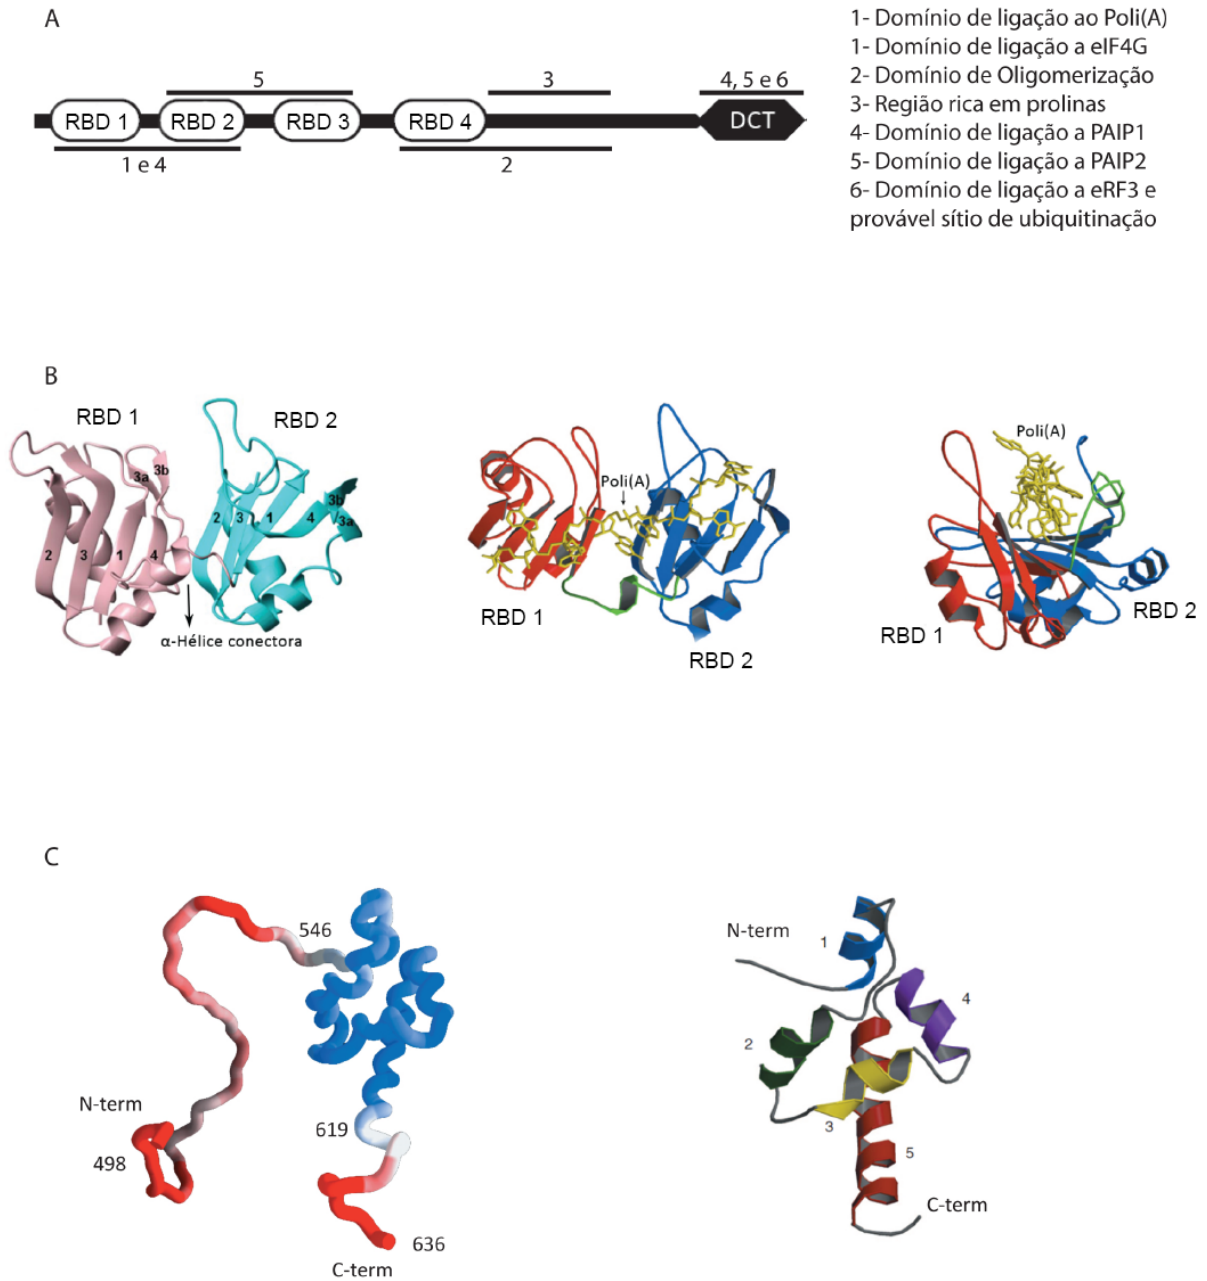 A
1- Domínio de ligação ao Poli(A)
1- Domínio de ligação a eIF4G
2- Domínio de Oligomerização
3- Região rica em prolinas
4- Domínio de ligação a PAIP1
5- Domínio de ligação a PAIP2
6- Domínio de ligação a eRF3 e
provável sítio de ubiquitinação
5
3
4, 5 e 6
RBD 1
RBD 2
RBD 3
RBD 4
DCT
1 e 4
2
B
RBD 1
RBD 2
3a
3b
2
3
1
4
2
3
1
4
3b
3a
α-Hélice conectora
Poli(A)
RBD 1
RBD 2
Poli(A)
RBD 1
RBD 2
C
546
N-term
498
619
636
C-term
N-term
1
2
3
4
5
C-term